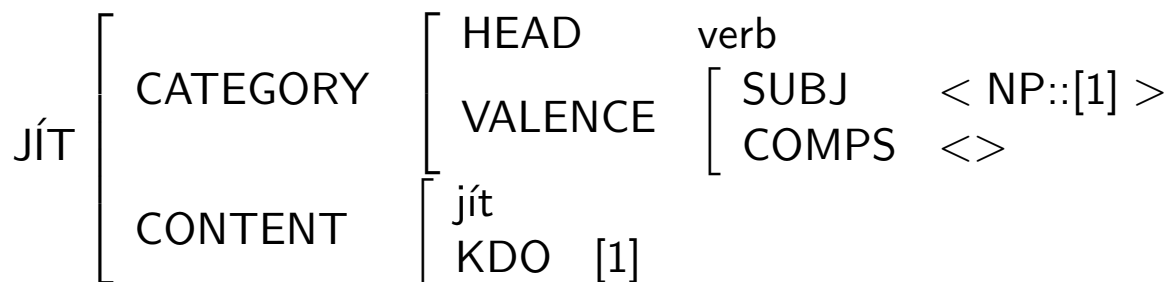 HEAD verb
CATEGORY
SUBJ < NP::[1] >
VALENCE
COMPS <>
JÍT
jít
CONTENT
KDO [1]